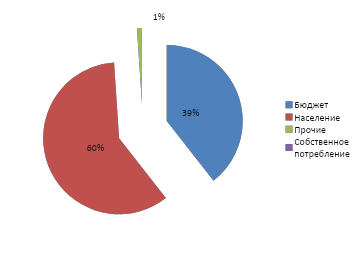 1%
39%
60%
Бюджет
Население
Прочие
Собственное
потребление